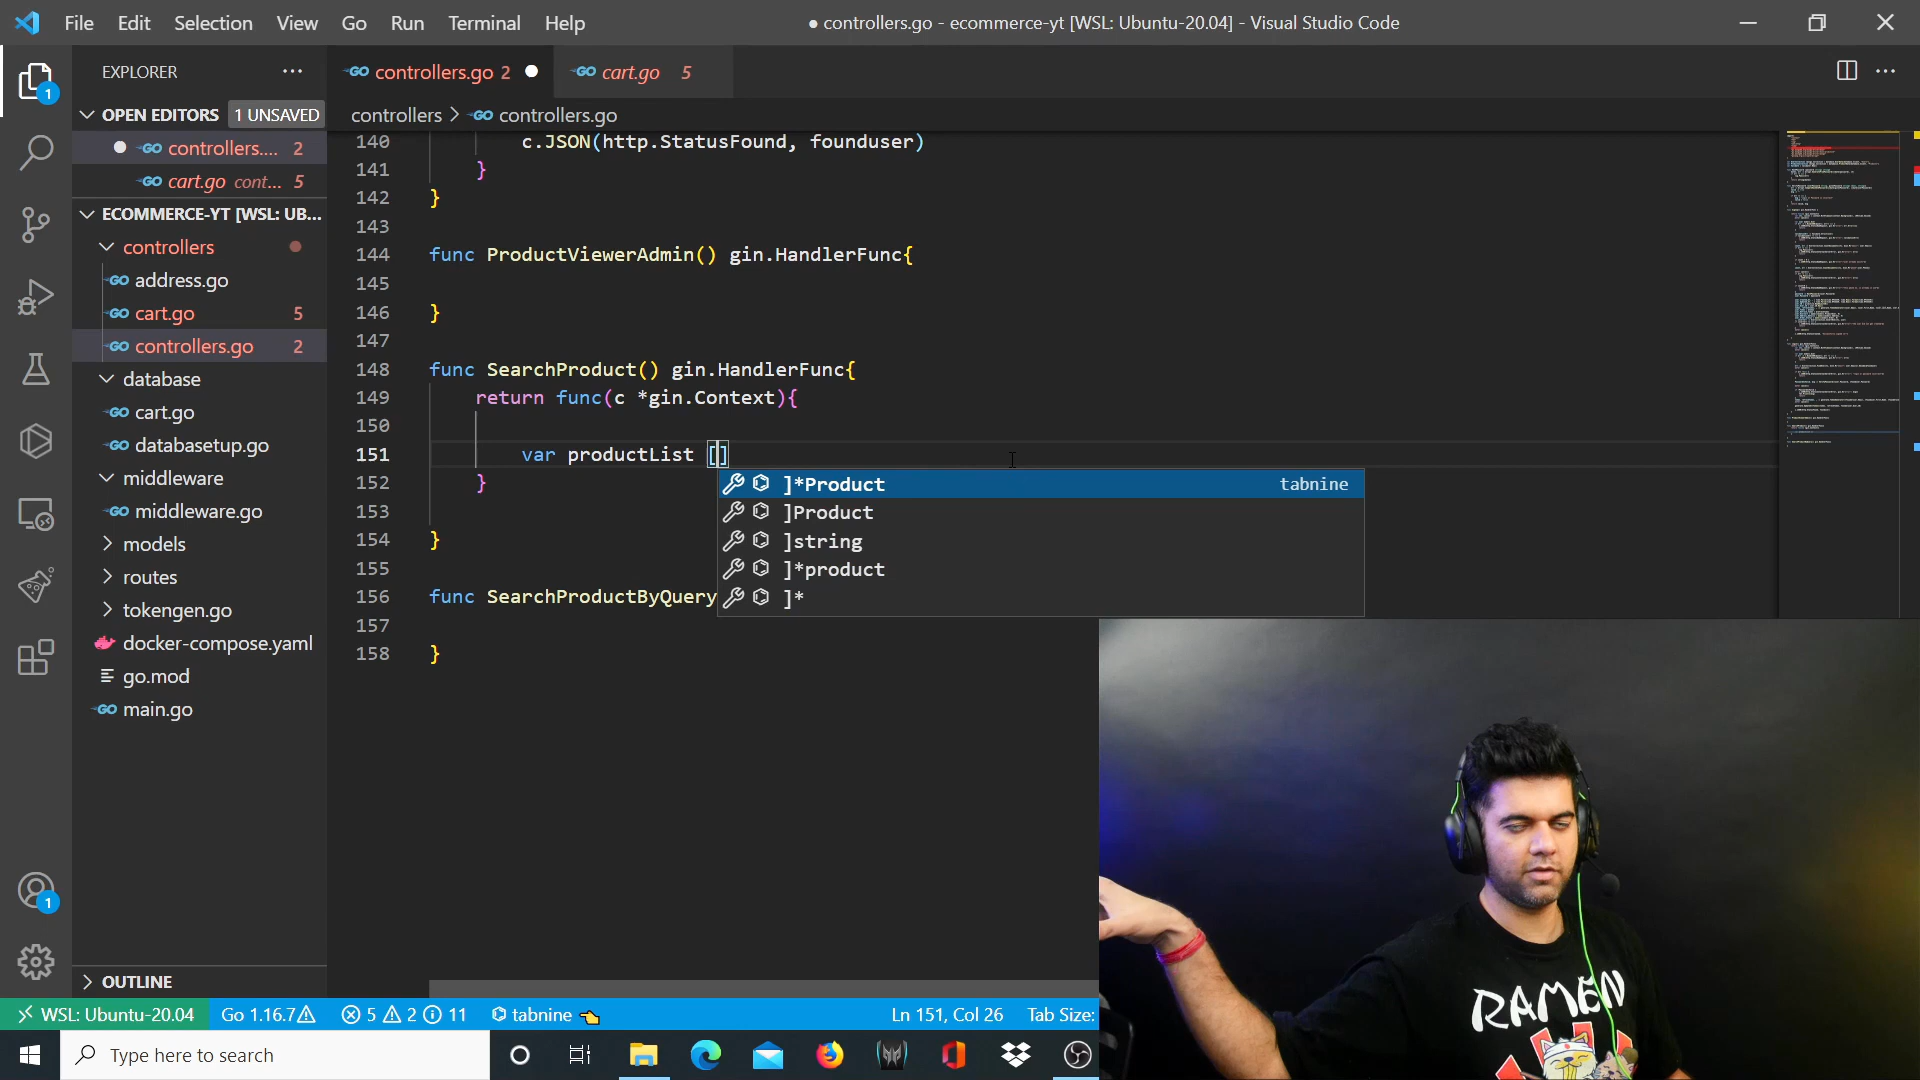 File Edit Selection View Go Run Terminal Help
● controllers.go - ecommerce-yt [WSL: Ubuntu-20.04] - Visual Studio Code
EXPLORER
OPEN EDITORS 1 UNSAVED
controllers.... 2
cart.go cont... 5
ECOMMERCE-YT [WSL: UB...
controllers
address.go
cart.go 5
controllers.go 2
database
cart.go
databasetup.go
middleware
middleware.go
models
routes
tokengen.go
docker-compose.yaml
go.mod
main.go
OUTLINE
controllers.go 2
cart.go 5
controllers > controllers.go
140 c.JSON(http.StatusFound, founduser)
141 }
142 }
143
144 func ProductViewerAdmin() gin.HandlerFunc{
145
146 }
147
148 func SearchProduct() gin.HandlerFunc{
149 return func(c *gin.Context){
150
151 var productList []
152 }
153
154 }
155
156 func SearchProductByQuery
157
158 }
]*Product tabnine
]Product
]string
]*product
]*
1
1
WSL: Ubuntu-20.04 Go 1.16.7 5 2 11 tabnine Ln 151, Col 26 Tab Size:
Type here to search
RAMEN